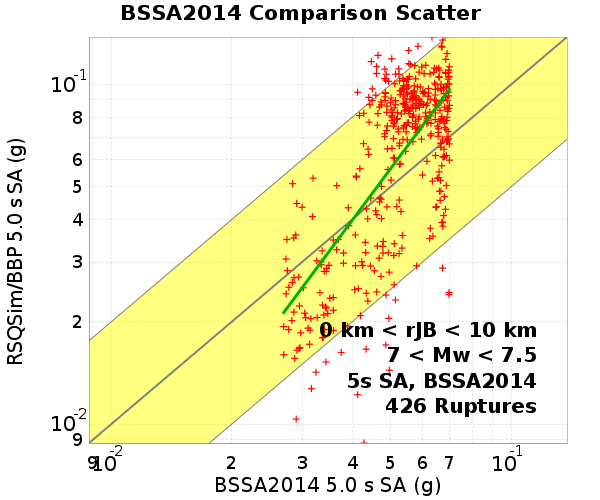 BSSA2014 Comparison Scatter
RSQSim/BBP 5.0 s SA (g)
10⁻¹
8
6
5
4
3
2
10⁻²
9
0 km < rJB < 10 km
7 < Mw < 7.5
5s SA, BSSA2014
426 Ruptures
9 10⁻² 2 3 4 5 6 7 10⁻¹
BSSA2014 5.0 s SA (g)